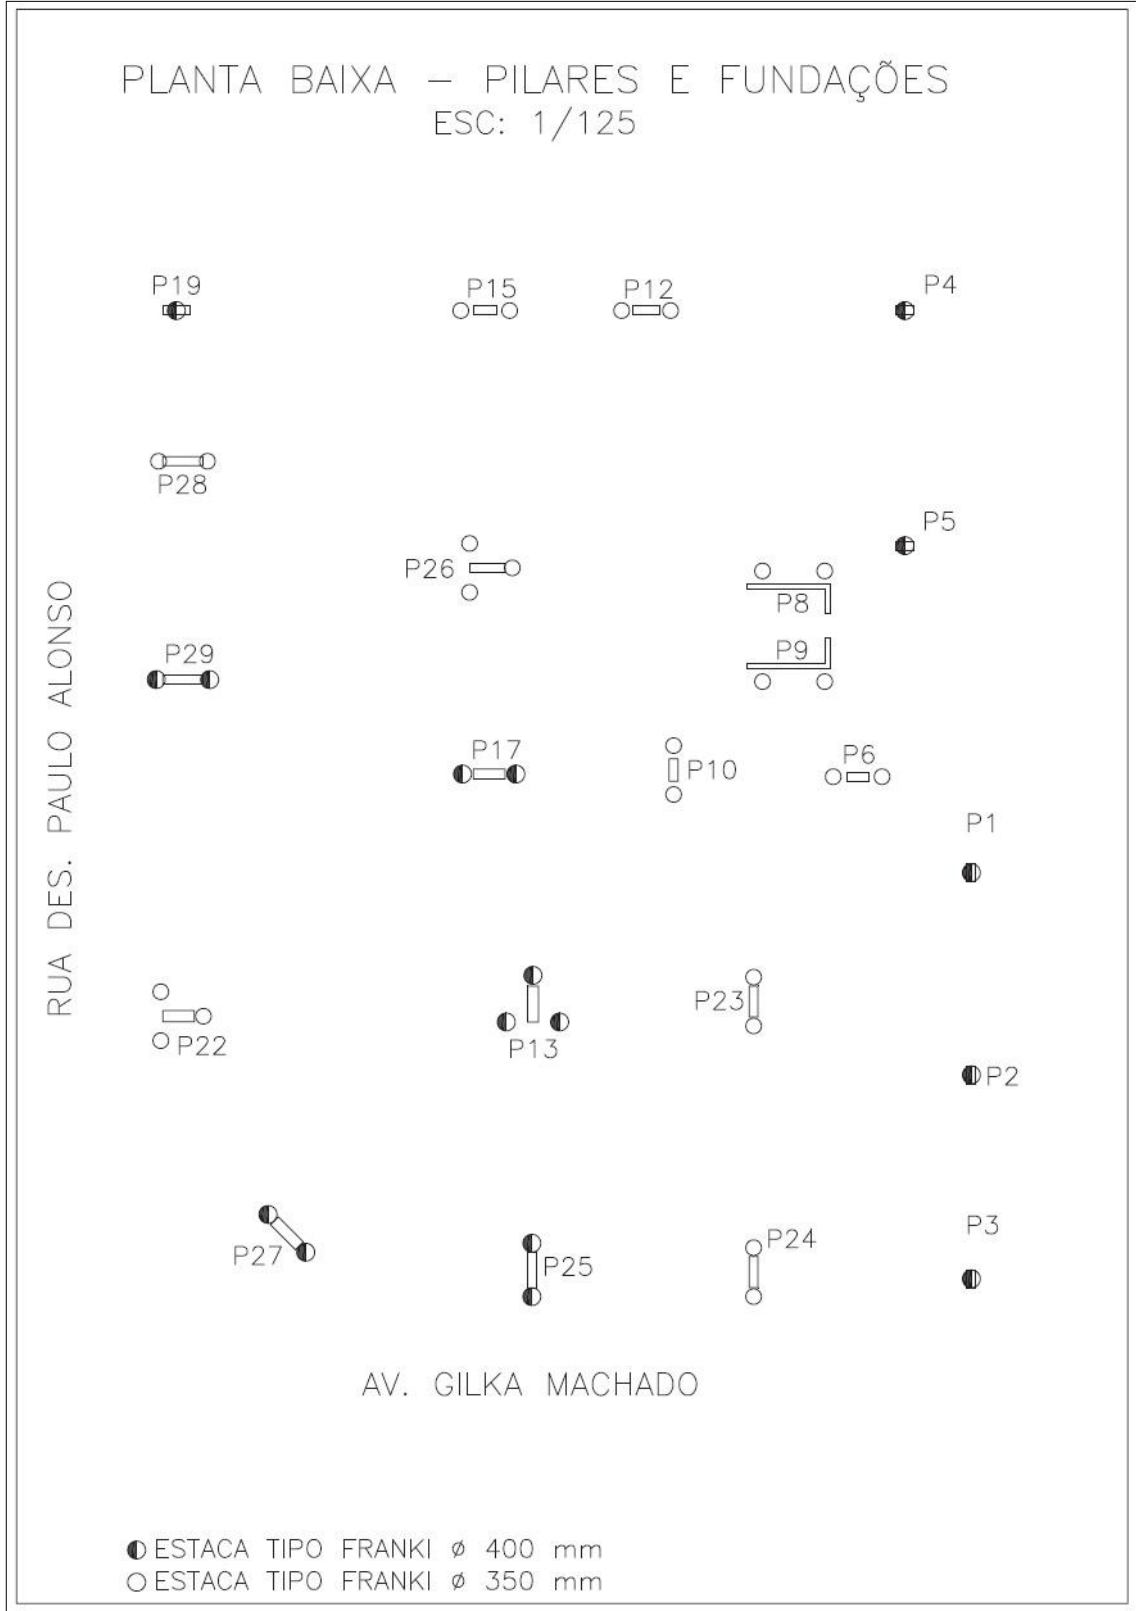 PLANTA BAIXA – PILARES E FUNDAÇÕES
ESC: 1/125
P19
P15
P12
P4
P28
P5
P26
P8
P29
P9
RUA DES. PAULO ALONSO
P17
P10
P6
P1
P23
P22
P13
P2
P27
P25
P24
P3
AV. GILKA MACHADO
ESTACA TIPO FRANKI ø 400 mm
ESTACA TIPO FRANKI ø 350 mm